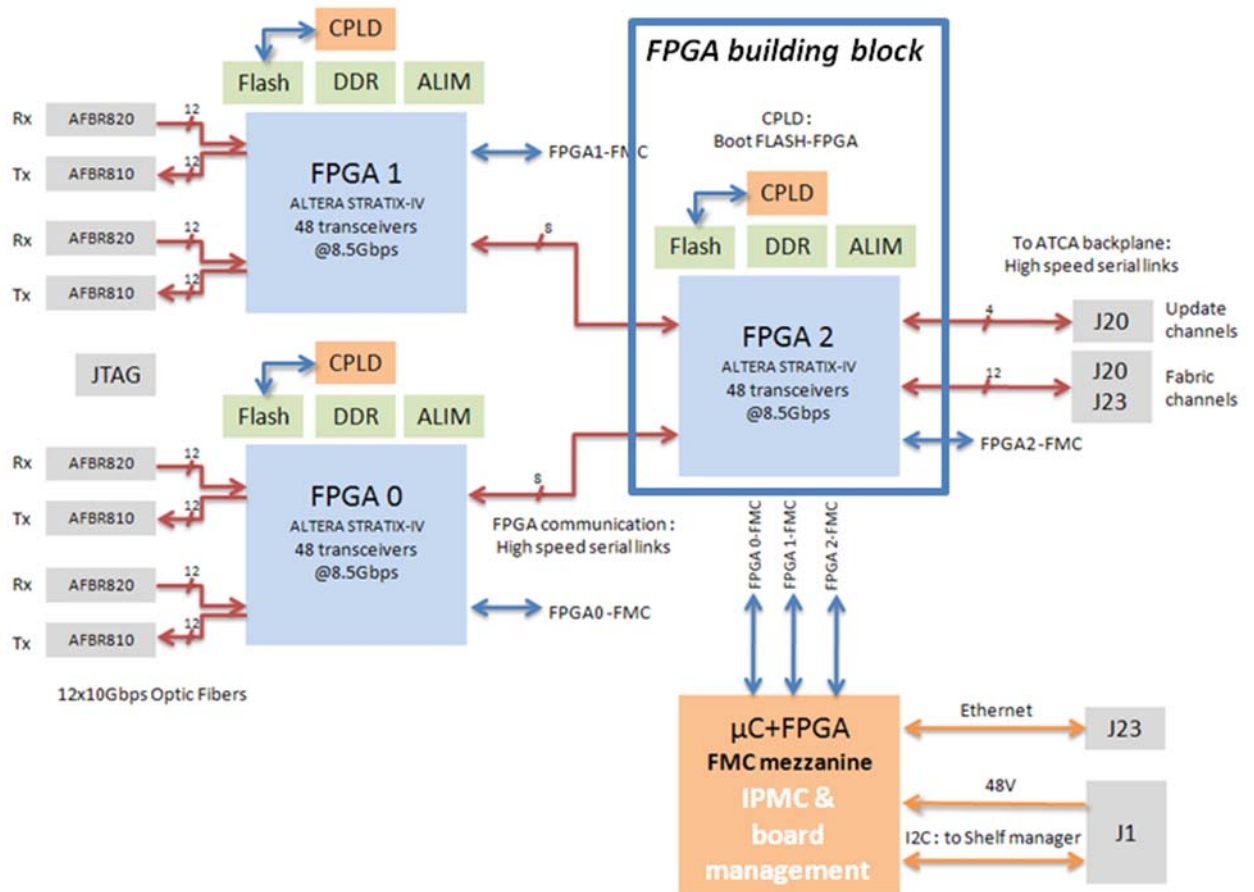 CPLD
Flash
DDR
ALIM
Rx
AFBR820
12
Tx
AFBR810
12
Rx
AFBR820
12
Tx
AFBR810
12
FPGA 1
ALTERA STRATIX-IV
48 transceivers
@8.5Gbps
FPGA1-FMC
8
JTAG
CPLD
Flash
DDR
ALIM
Rx
AFBR820
12
Tx
AFBR810
12
Rx
AFBR820
12
Tx
AFBR810
12
FPGA 0
ALTERA STRATIX-IV
48 transceivers
@8.5Gbps
8
FPGA communication :
High speed serial links
FPGA0-FMC
12x10Gbps Optic Fibers
FPGA building block
CPLD :
Boot FLASH-FPGA
CPLD
Flash
DDR
ALIM
FPGA 2
ALTERA STRATIX-IV
48 transceivers
@8.5Gbps
To ATCA backplane:
High speed serial links
4
J20
Update
channels
12
J20
J23
Fabric
channels
FPGA2-FMC
FPGA 0-FMC
FPGA 1-FMC
FPGA 2-FMC
µC+FPGA
FMC mezzanine
IPMC &
board
management
Ethernet
J23
48V
I2C : to Shelf manager
J1